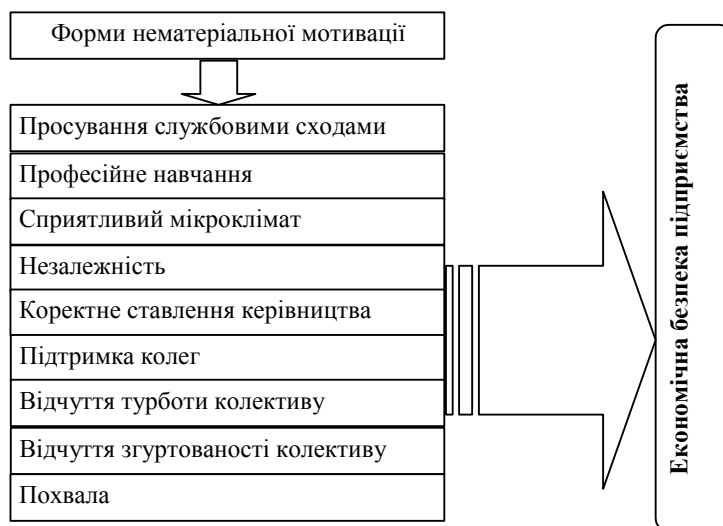 Форми нематеріальної мотивації
Просування службовими сходами
Професійне навчання
Сприятливий мікроклімат
Незалежність
Коректне ставлення керівництва
Підтримка колег
Відчуття турботи колективу
Відчуття згуртованості колективу
Похвала
Економічна безпека підприємства